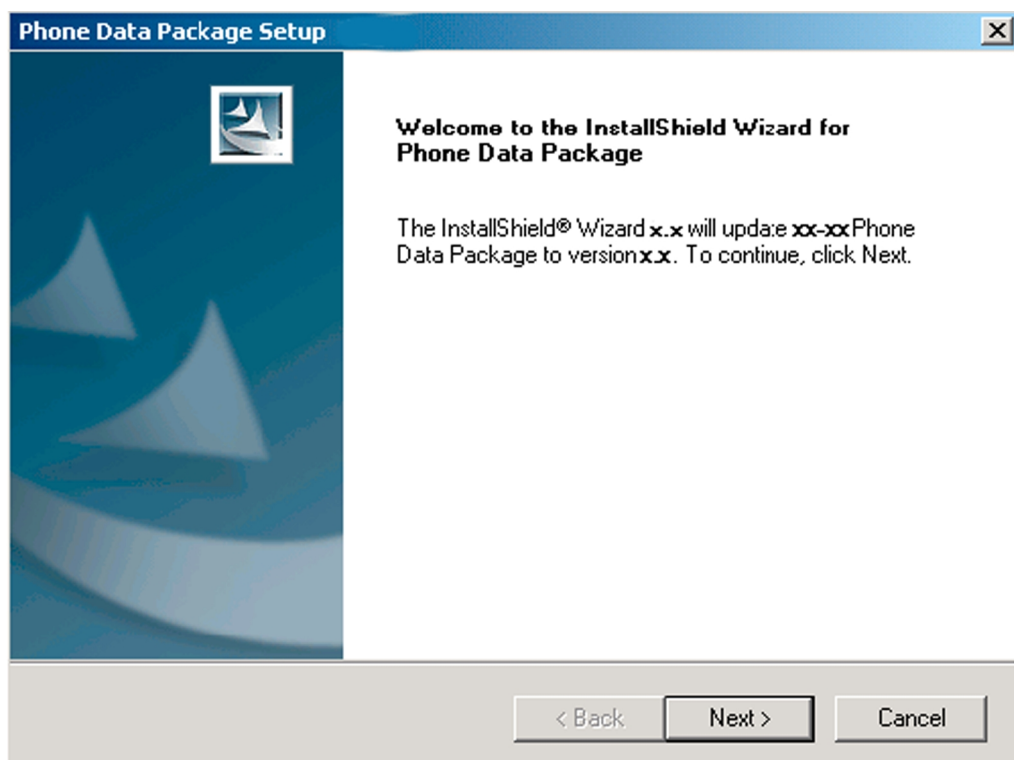 Phone Data Package Setup
Welcome to the InstallShield Wizard for
Phone Data Package
The InstallShield® Wizard x.x will update xx-xx Phone
Data Package to version x.x. To continue, click Next.
< Back
Next >
Cancel